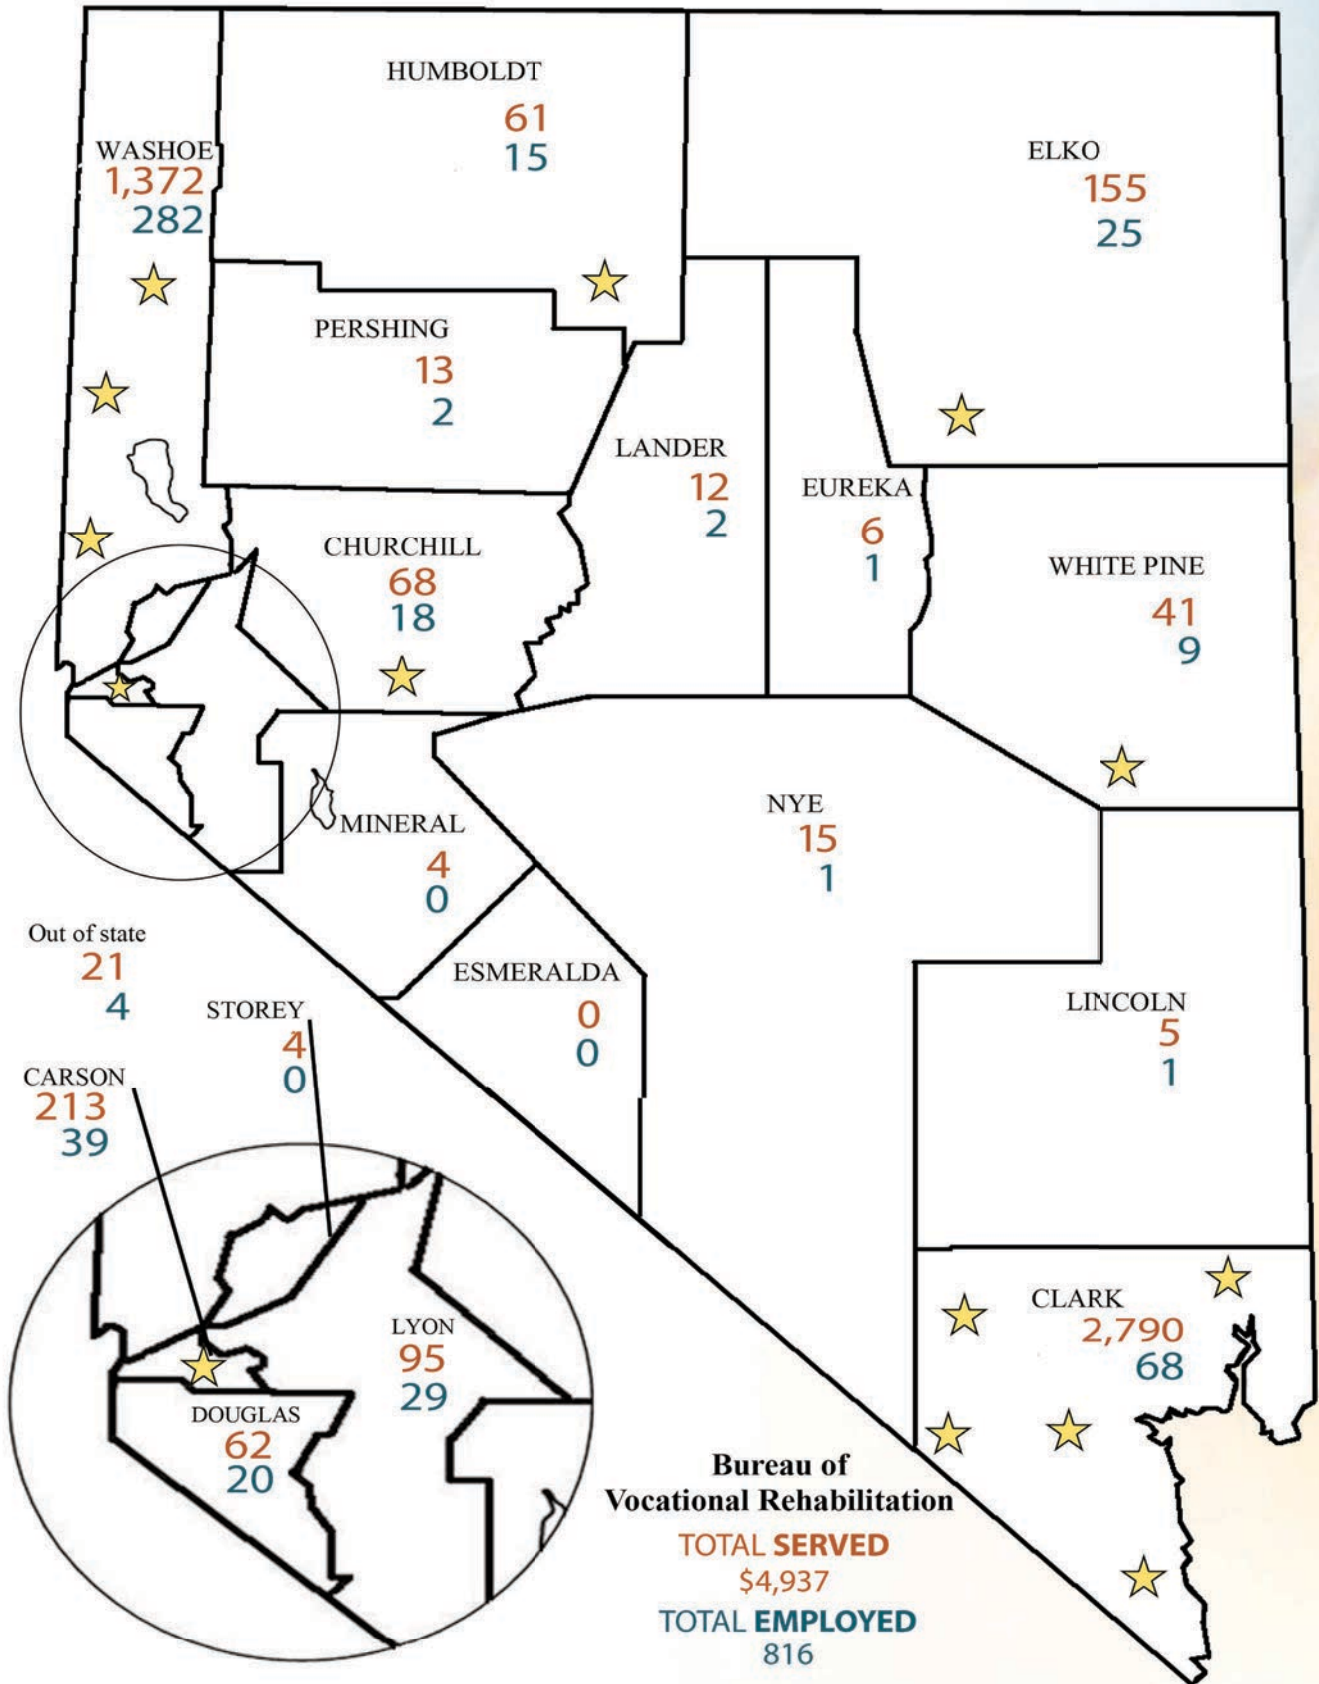 HUMBOLDT
61
15
WASHOE
1,372
282
ELKO
155
25
PERSHING
13
2
LANDER
12
2
EUREKA
6
1
CHURCHILL
68
18
WHITE PINE
41
9
NYE
15
1
MINERAL
4
0
Out of state
21
4
ESMERALDA
0
0
STOREY
4
0
LINCOLN
5
1
CARSON
213
39
CLARK
2,790
68
LYON
95
29
DOUGLAS
62
20
Bureau of
Vocational Rehabilitation
TOTAL SERVED
$4,937
TOTAL EMPLOYED
816